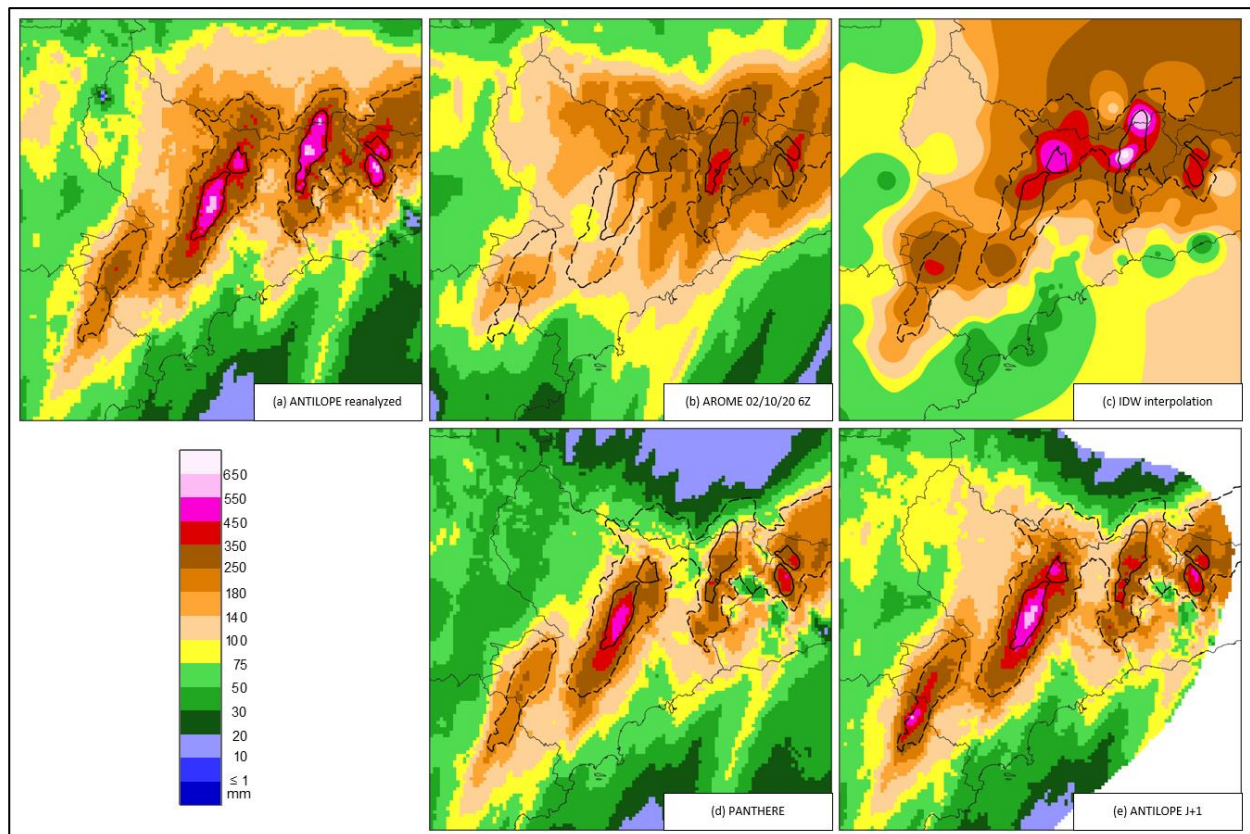 (a) ANTILOPE reanalyzed
(b) AROME 02/10/20 6Z
(c) IDW interpolation
650
550
450
350
250
180
140
100
75
50
30
20
10
≤ 1
mm
(d) PANTHERE
(e) ANTILOPE J+1